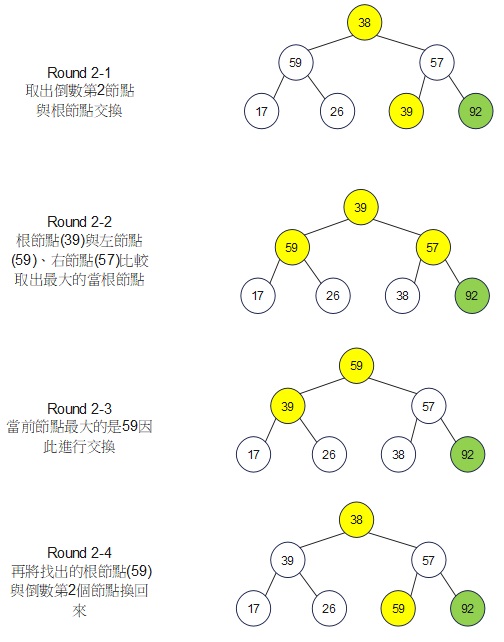 Round 2-1
取出倒數第2節點
與根節點交換
38
59
57
17
26
39
92
Round 2-2
根節點(39)與左節點
(59)、右節點(57)比較
取出最大的當根節點
39
59
57
17
26
38
92
Round 2-3
當前節點最大的是59因
此進行交換
59
39
57
17
26
38
92
Round 2-4
再將找出的根節點(59)
與倒數第2個節點換回
來
38
39
57
17
26
59
92